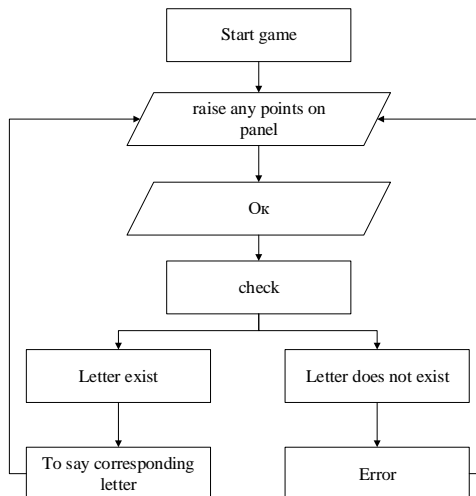 Start game
raise any points on
panel
Ок
check
Letter exist
Letter does not exist
To say corresponding
letter
Error